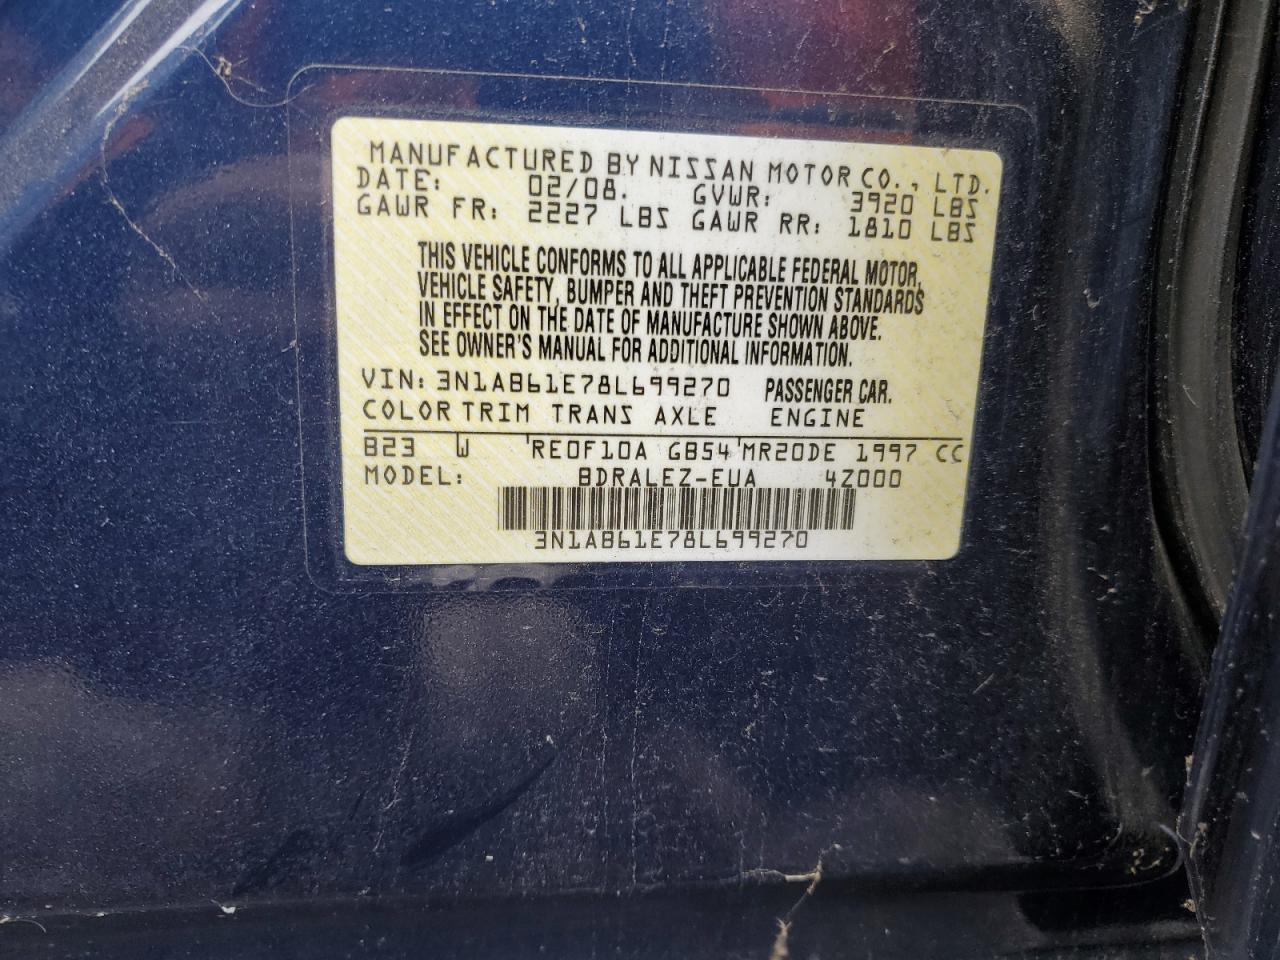 MANUFACTURED BY NISSAN MOTOR CO., LTD.
DATE: 02/08. GVWR: 3920 LBS
GAWR FR: 2227 LBS GAWR RR: 1810 LBS
THIS VEHICLE CONFORMS TO ALL APPLICABLE FEDERAL MOTOR,
VEHICLE SAFETY, BUMPER AND THEFT PREVENTION STANDARDS
IN EFFECT ON THE DATE OF MANUFACTURE SHOWN ABOVE.
SEE OWNER'S MANUAL FOR ADDITIONAL INFORMATION.
VIN: 3N1AB61E78L699270 PASSENGER CAR.
COLOR TRIM TRANS AXLE ENGINE
B23 W RE0F10A GB54 MR20DE 1997 CC
MODEL: BDRALEZ-EUA 4Z000
3N1AB61E78L699270